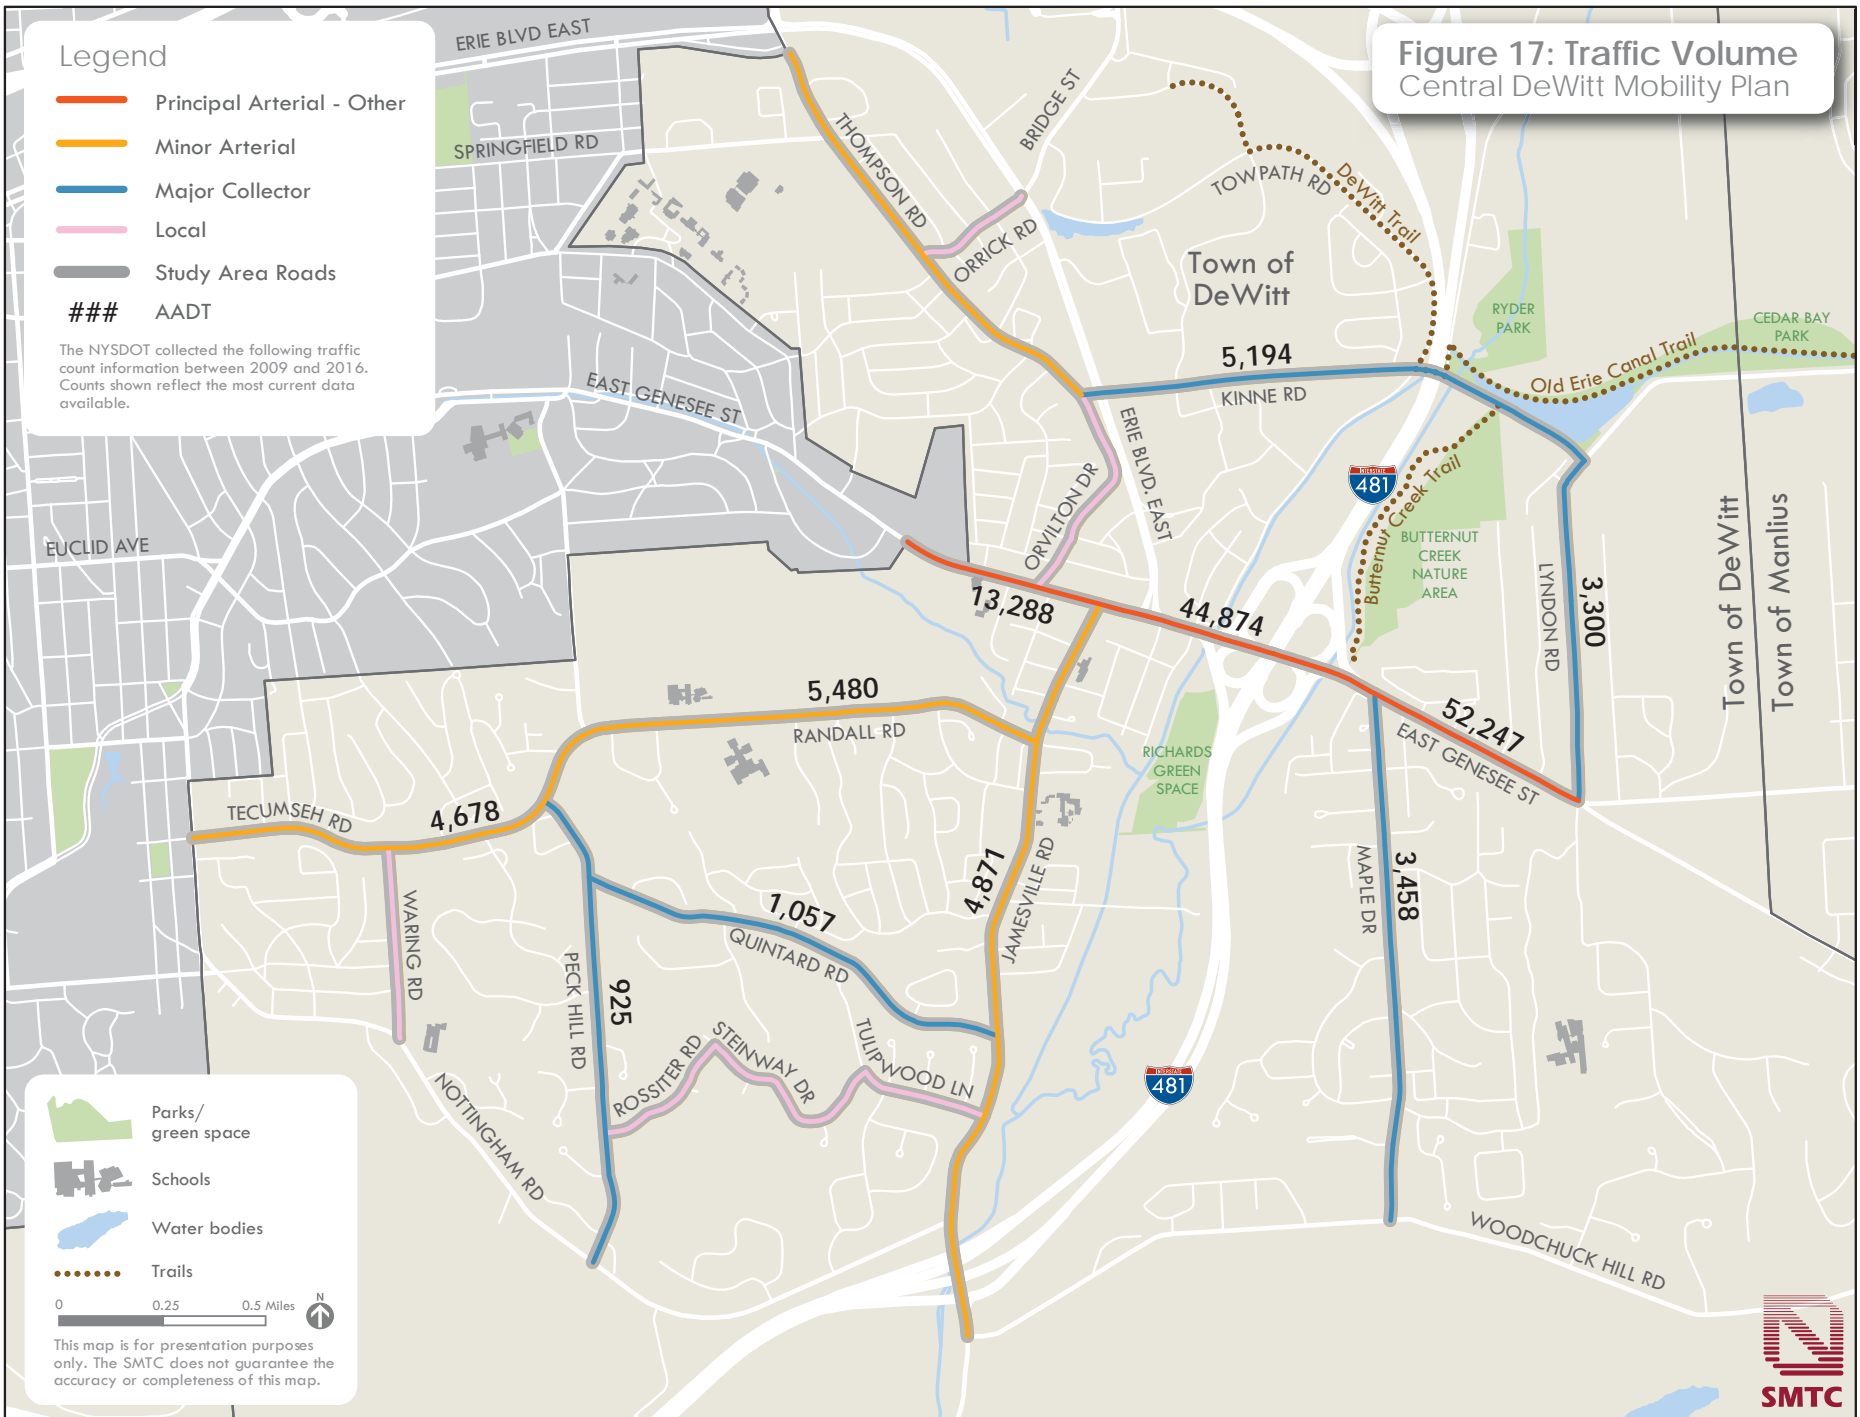 Legend
Principal Arterial - Other
Minor Arterial
Major Collector
Local
Study Area Roads
### AADT
The NYSDOT collected the following traffic
count information between 2009 and 2016.
Counts shown reflect the most current data
available.
Figure 17: Traffic Volume
Central DeWitt Mobility Plan
ERIE BLVD EAST
SPRINGFIELD RD
BRIDGE ST
THOMPSON RD
TOWPATH RD
DeWitt Trail
ORRICK RD
Town of
DeWitt
RYDER
PARK
CEDAR BAY
PARK
Old Erie Canal Trail
5,194
KINNE RD
EAST GENESEE ST
ERIE BLVD. EAST
ORVILTON DR
INTERSTATE
481
Butternut Creek Trail
BUTTERNUT
CREEK
NATURE
AREA
EUCLID AVE
LYNDON RD
3,300
Town of DeWitt
Town of Manlius
13,288
44,874
5,480
RANDALL RD
52,247
EAST GENESEE ST
RICHARDS
GREEN
SPACE
TECUMSEH RD
4,678
4,871
JAMESVILLE RD
MAPLE DR
3,458
WARING RD
1,057
QUINTARD RD
PECK HILL RD
925
ROSSITER RD
STEINWAY DR
TULIPWOOD LN
INTERSTATE
481
NOTTINGHAM RD
WOODCHUCK HILL RD
Parks/
green space
Schools
Water bodies
Trails
0 0.25 0.5 Miles
N
This map is for presentation purposes
only. The SMTC does not guarantee the
accuracy or completeness of this map.
SMTC